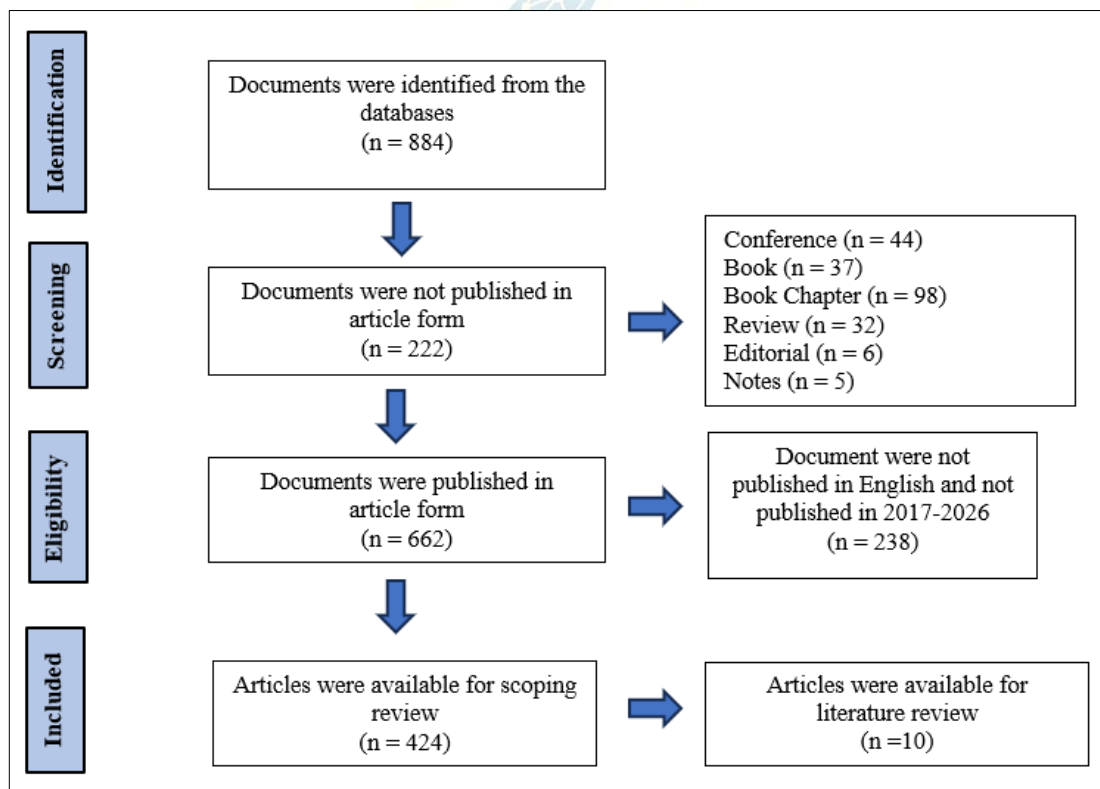 Identification
Documents were identified from the
databases
(n = 884)
Screening
Documents were not published in
article form
(n = 222)
Conference (n = 44)
Book (n = 37)
Book Chapter (n = 98)
Review (n = 32)
Editorial (n = 6)
Notes (n = 5)
Eligibility
Documents were published in
article form
(n = 662)
Document were not
published in English and not
published in 2017-2026
(n = 238)
Included
Articles were available for scoping
review
(n = 424)
Articles were available for
literature review
(n =10)